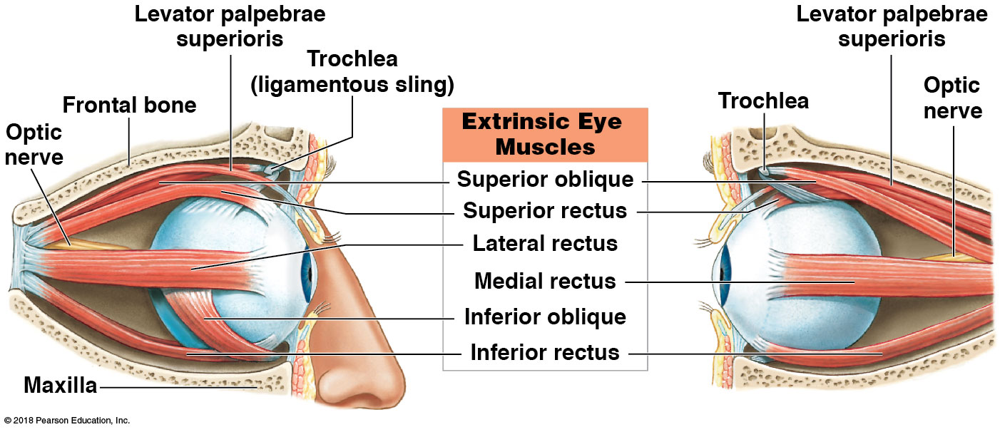 Levator palpebrae
superioris
Trochlea
(ligamentous sling)
Frontal bone
Optic
nerve
Maxilla
Extrinsic Eye
Muscles
Superior oblique
Superior rectus
Lateral rectus
Medial rectus
Inferior oblique
Inferior rectus
Levator palpebrae
superioris
Optic
nerve
Trochlea
© 2018 Pearson Education, Inc.